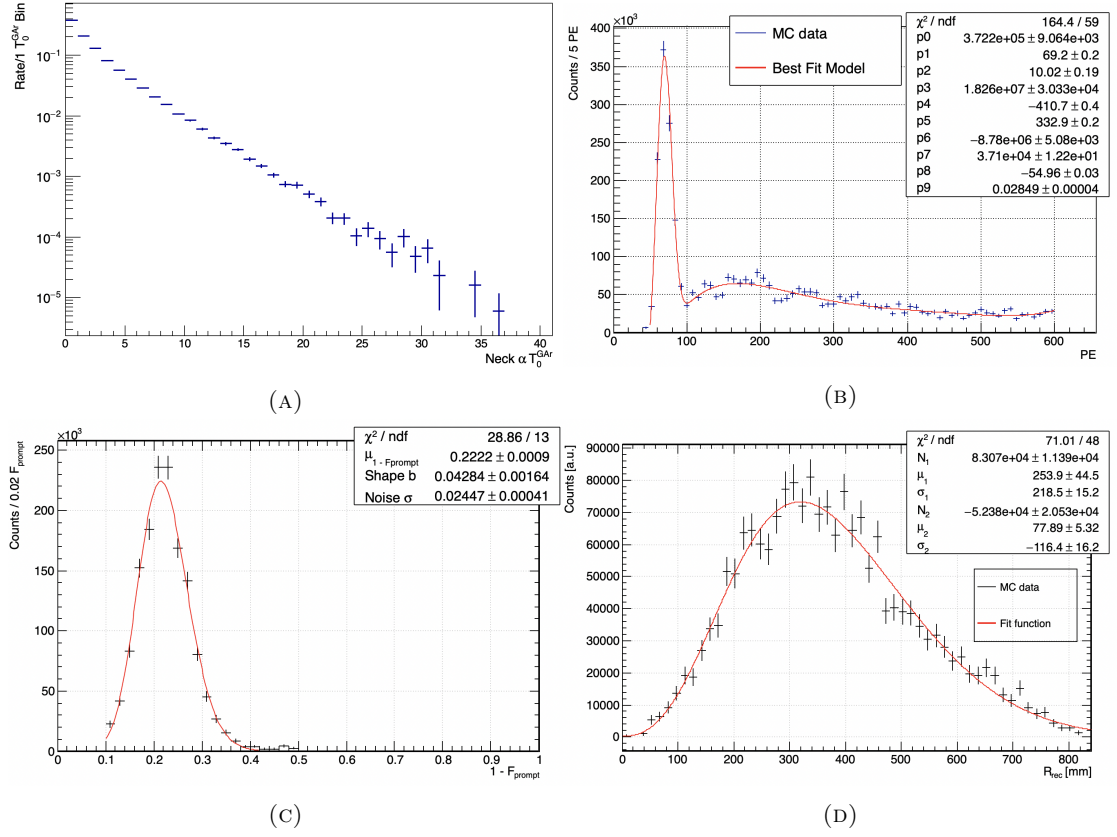 Rate/1 T₀^GAr Bin
10⁻¹
10⁻²
10⁻³
10⁻⁴
10⁻⁵
0 5 10 15 20 25 30 35 40
Neck α T₀^GAr
(A)
×10³
Counts / 5 PE
400
350
300
250
200
150
100
50
0
0 100 200 300 400 500 600
PE
MC data
Best Fit Model
χ² / ndf 164.4 / 59
p0 3.722e+05 ± 9.064e+03
p1 69.2 ± 0.2
p2 10.02 ± 0.19
p3 1.826e+07 ± 3.033e+04
p4 −410.7 ± 0.4
p5 332.9 ± 0.2
p6 −8.78e+06 ± 5.08e+03
p7 3.71e+04 ± 1.22e+01
p8 −54.96 ± 0.03
p9 0.02849 ± 0.00004
(B)
×10³
Counts / 0.02 F_prompt
250
200
150
100
50
0
0 0.1 0.2 0.3 0.4 0.5 0.6 0.7 0.8 0.9 1
1 - F_prompt
χ² / ndf 28.86 / 13
μ_1 - Fprompt 0.2222 ± 0.0009
Shape b 0.04284 ± 0.00164
Noise σ 0.02447 ± 0.00041
(C)
Counts [a.u.]
90000
80000
70000
60000
50000
40000
30000
20000
10000
0
0 100 200 300 400 500 600 700 800
R_rec [mm]
χ² / ndf 71.01 / 48
N₁ 8.307e+04 ± 1.139e+04
μ₁ 253.9 ± 44.5
σ₁ 218.5 ± 15.2
N₂ −5.238e+04 ± 2.053e+04
μ₂ 77.89 ± 5.32
σ₂ −116.4 ± 16.2
MC data
Fit function
(D)